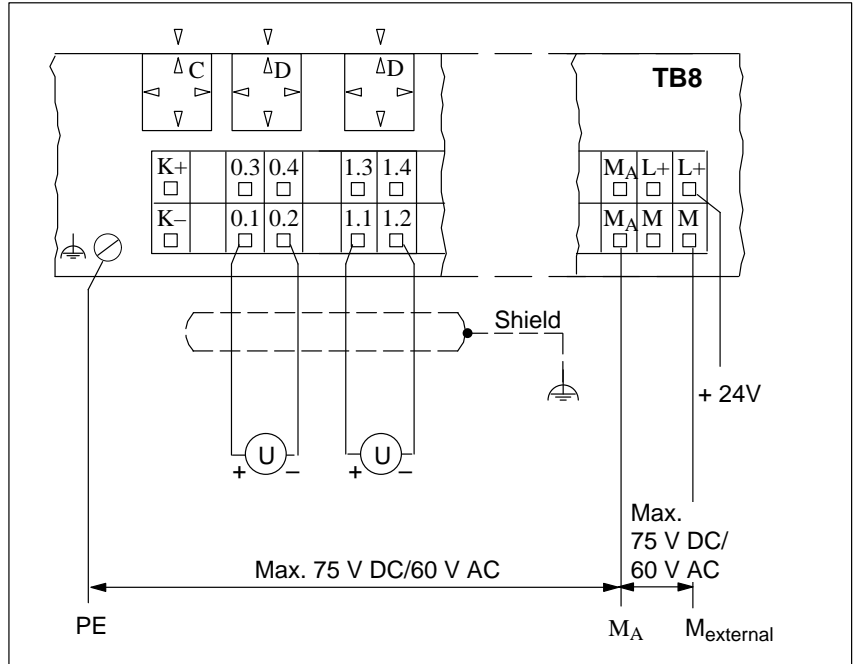 C D D
TB8
K+ 0.3 0.4 1.3 1.4 MA L+ L+
K– 0.1 0.2 1.1 1.2 MA M M
Shield
+ 24V
U U
+ – + –
Max.
75 V DC/
60 V AC
Max. 75 V DC/60 V AC
PE MA Mexternal